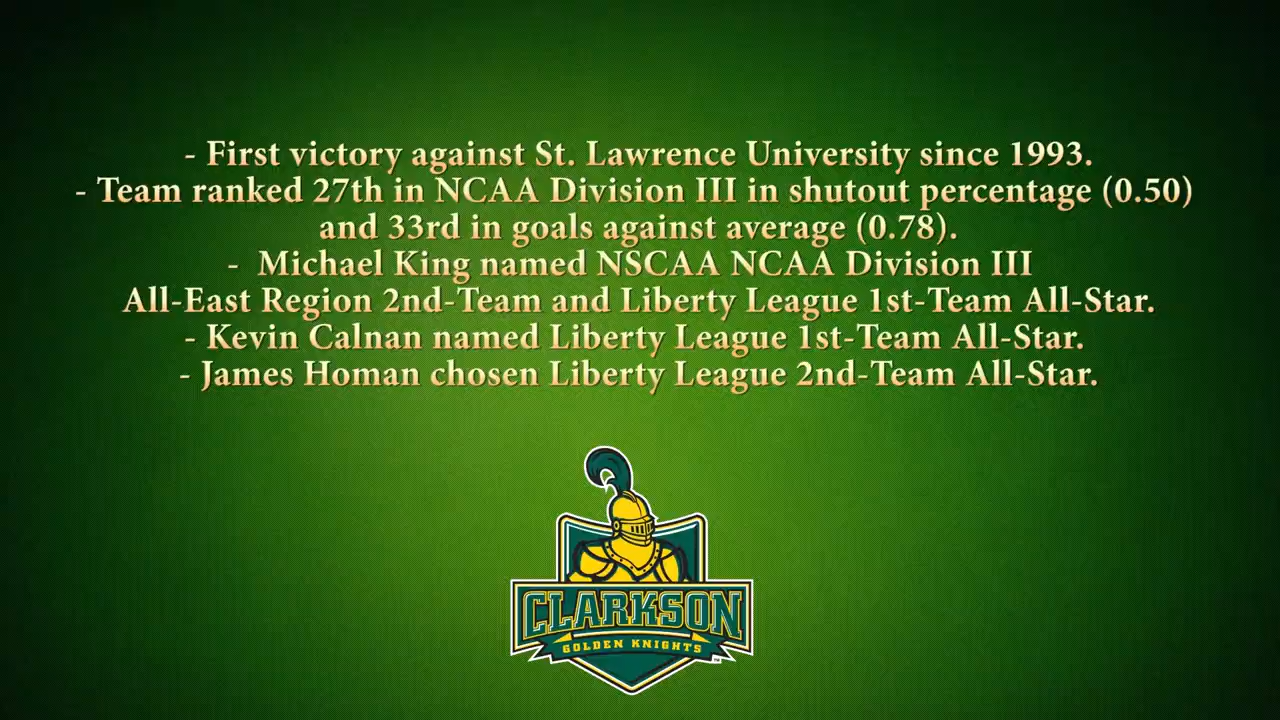 - First victory against St. Lawrence University since 1993.
- Team ranked 27th in NCAA Division III in shutout percentage (0.50)
and 33rd in goals against average (0.78).
- Michael King named NSCAA NCAA Division III
All-East Region 2nd-Team and Liberty League 1st-Team All-Star.
- Kevin Calnan named Liberty League 1st-Team All-Star.
- James Homan chosen Liberty League 2nd-Team All-Star.
CLARKSON
GOLDEN KNIGHTS
TM